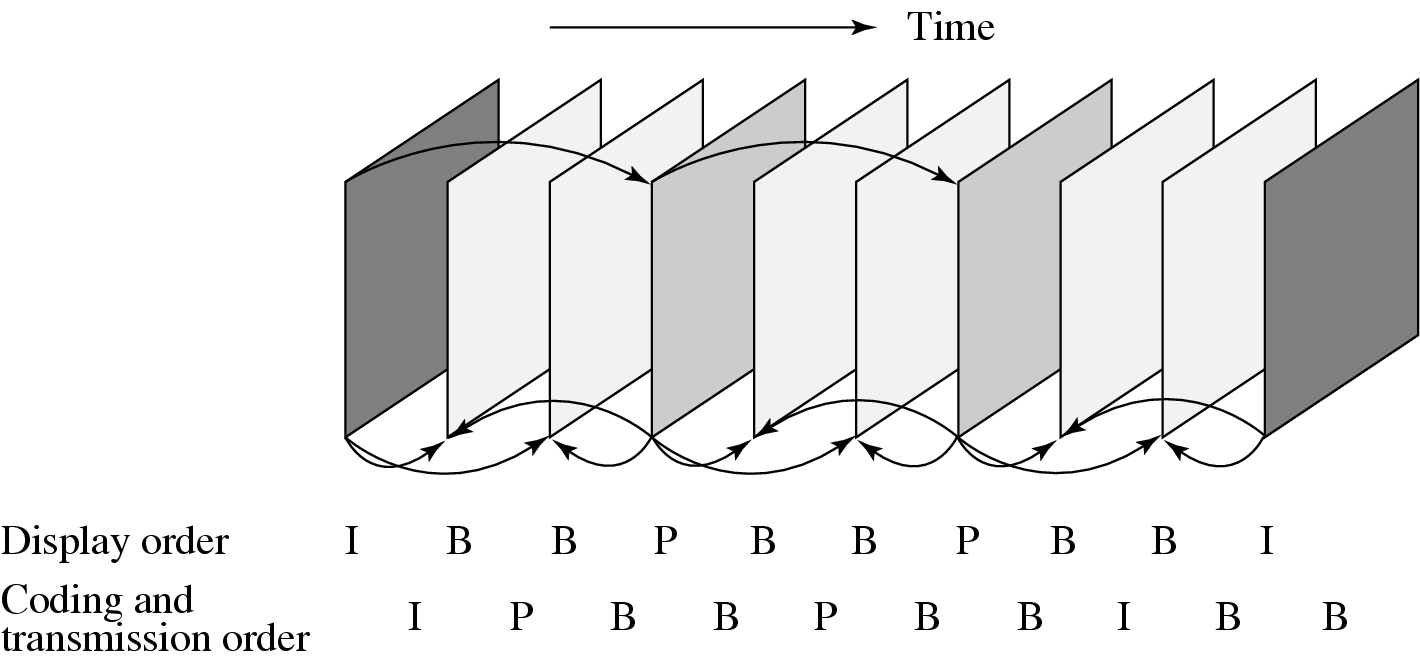 Time
Display order I B B P B B P B B I
Coding and
transmission order I P B B P B B I B B